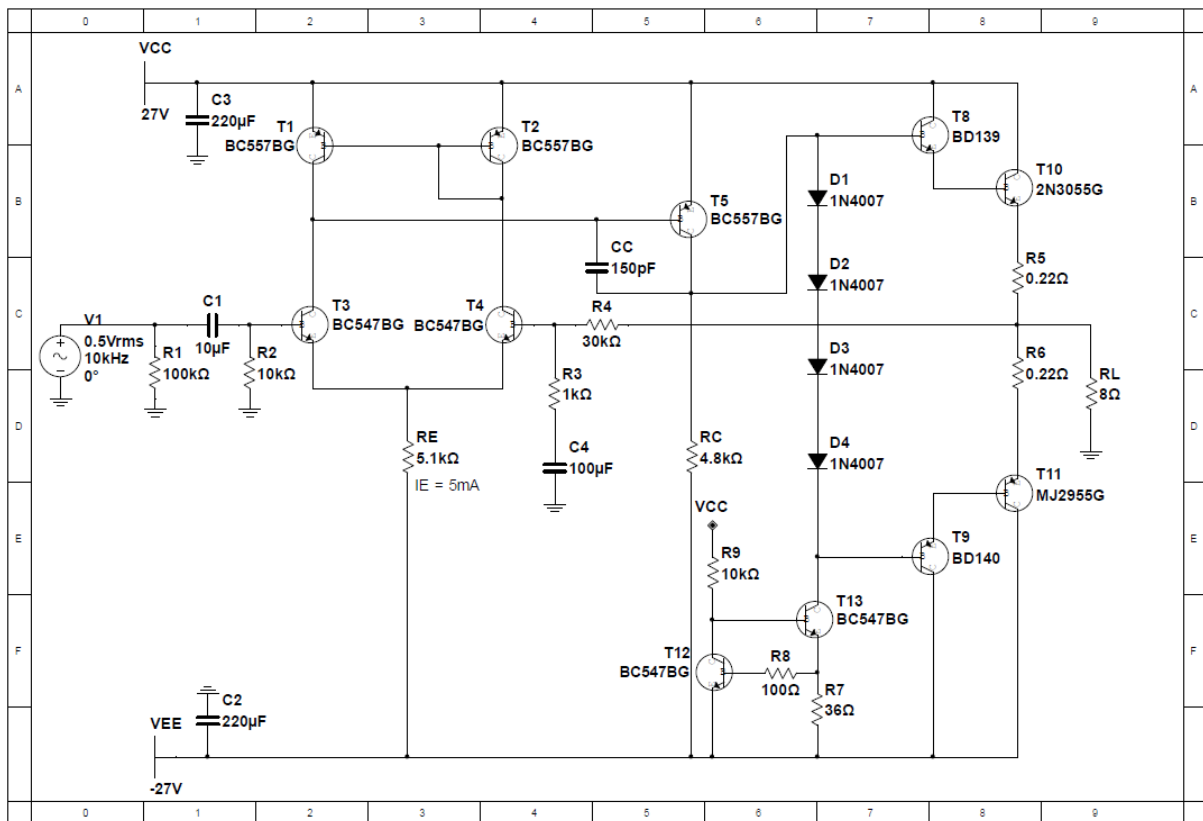 0 1 2 3 4 5 6 7 8 9
VCC
A A
C3
220µF
27V
T1
BC557BG
T2
BC557BG
T8
BD139
B B
D1
1N4007
T10
2N3055G
T5
BC557BG
CC
150pF
D2
1N4007
R5
0.22Ω
C C
V1
0.5Vrms
10kHz
0°
C1
10µF
T3
BC547BG
T4
BC547BG
R4
30kΩ
R1
100kΩ
R2
10kΩ
R3
1kΩ
D3
1N4007
R6
0.22Ω
RL
8Ω
D D
RE
5.1kΩ
IE = 5mA
C4
100µF
RC
4.8kΩ
D4
1N4007
T11
MJ2955G
VCC
E E
R9
10kΩ
T9
BD140
T13
BC547BG
F F
T12
BC547BG
R8
100Ω
R7
36Ω
C2
220µF
VEE
-27V
0 1 2 3 4 5 6 7 8 9